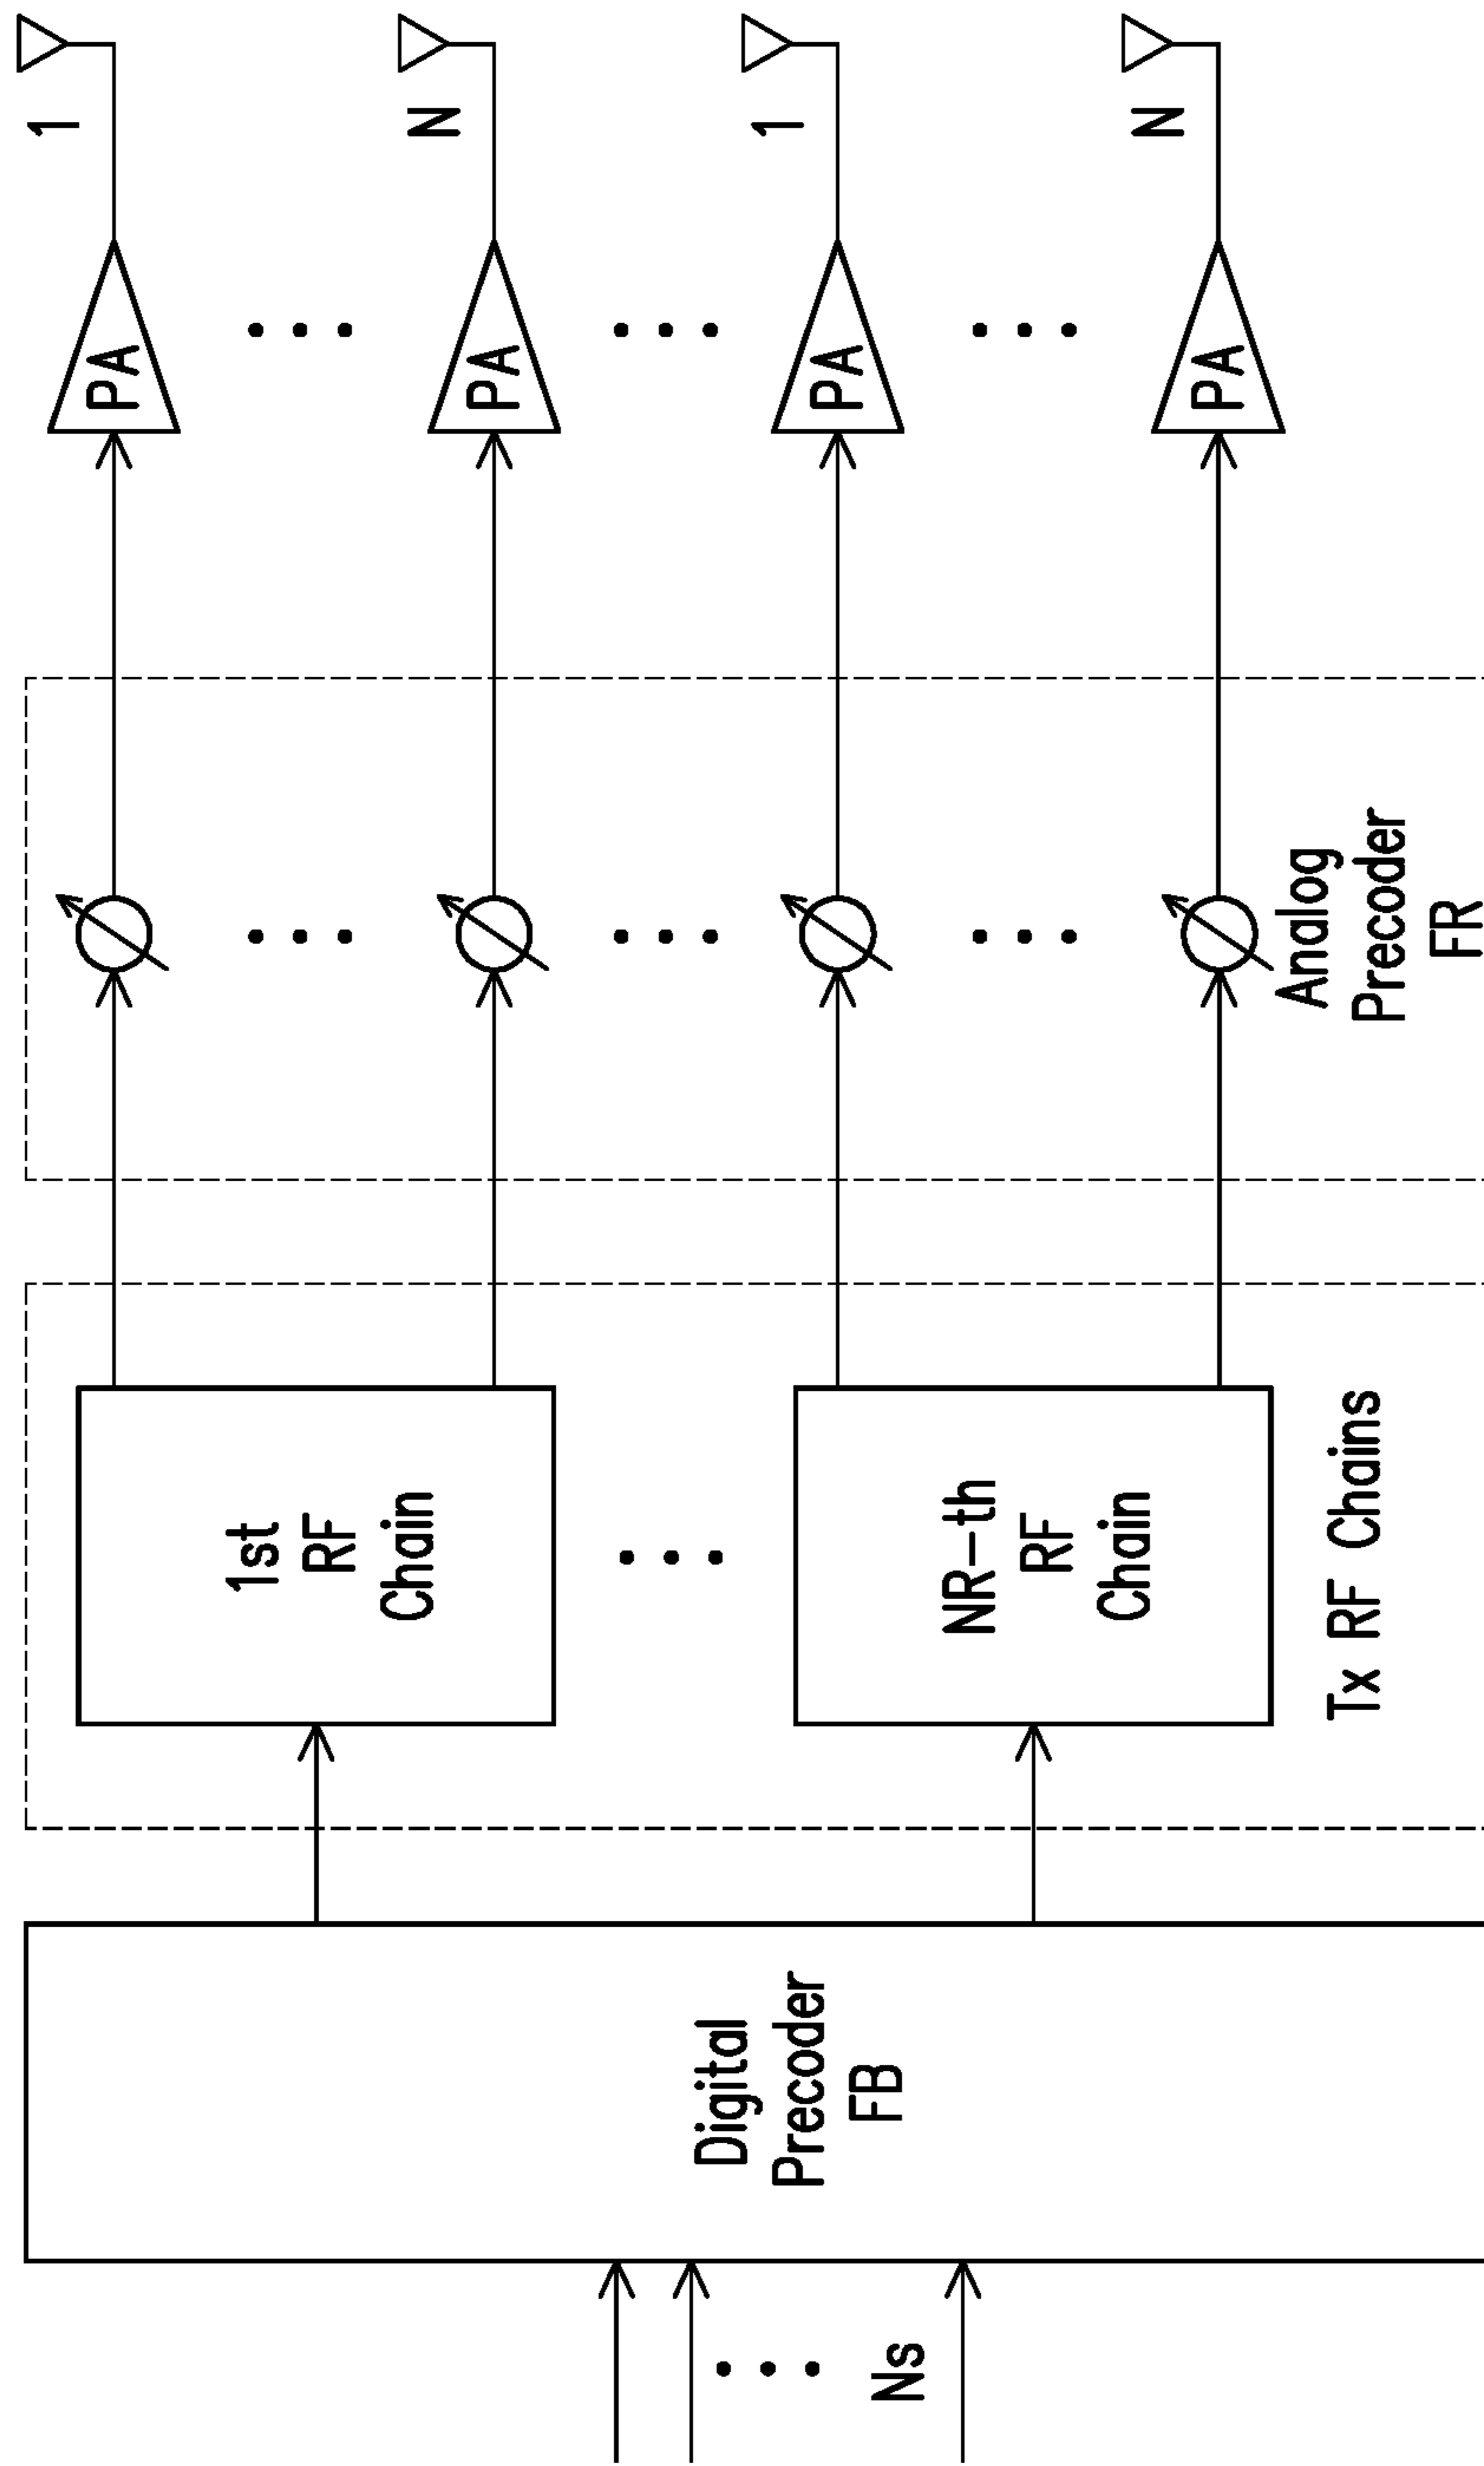 Ns
Digital
Precoder
FB
1st
RF
Chain
NR-th
RF
Chain
Tx RF Chains
Analog
Precoder
FR
PA
PA
PA
PA
1
N
1
N